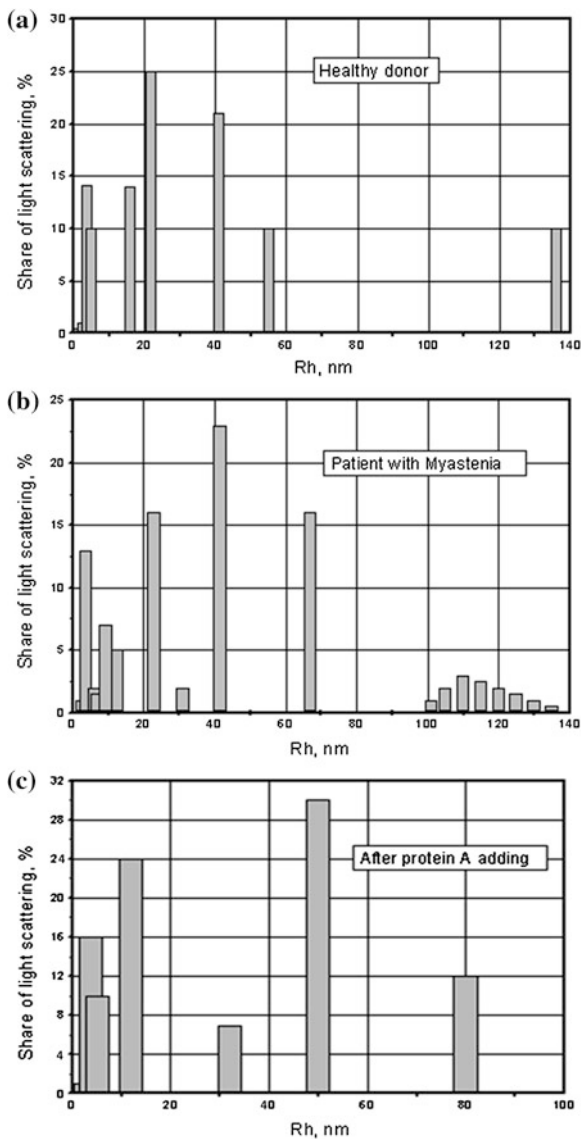 (a)
Share of light scattering, %
30
25
20
15
10
5
0
Healthy donor
0 20 40 60 80 100 120 140
Rh, nm
(b)
Share of light scattering, %
25
20
15
10
5
0
Patient with Myastenia
0 20 40 60 80 100 120 140
Rh, nm
(c)
Share of light scattering, %
32
28
24
20
16
12
8
4
0
After protein A adding
0 20 40 60 80 100
Rh, nm